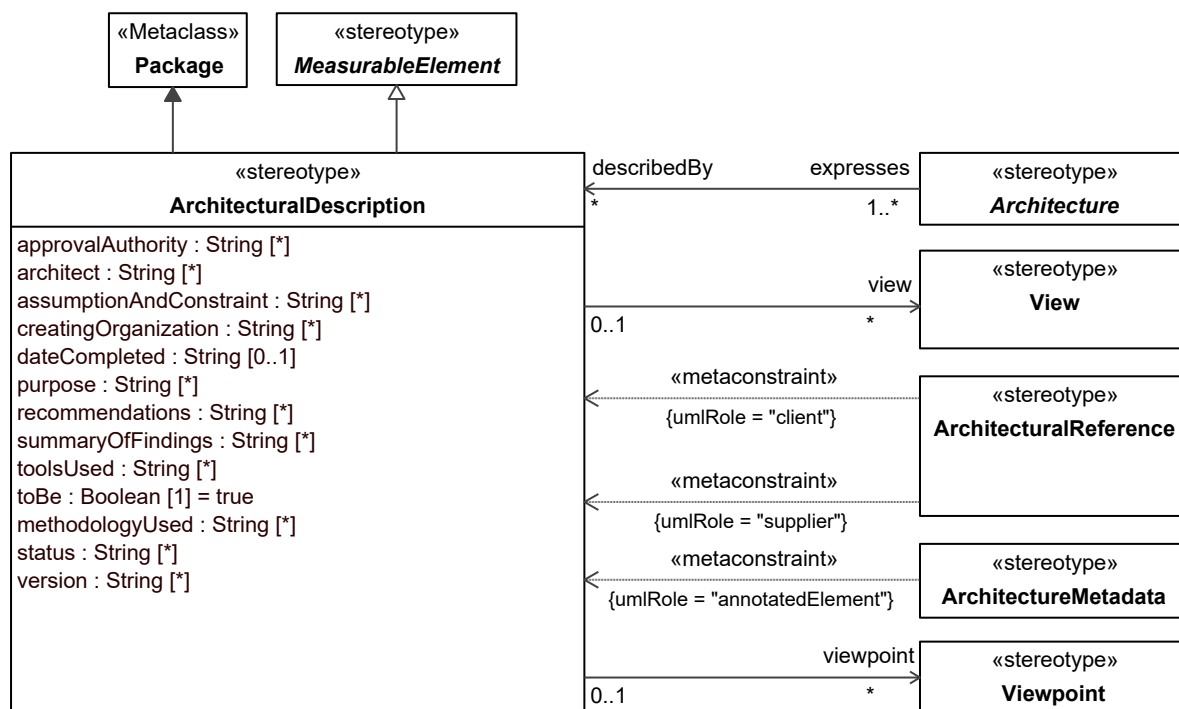 «Metaclass»
Package
«stereotype»
MeasurableElement
«stereotype»
ArchitecturalDescription
approvalAuthority : String [*]
architect : String [*]
assumptionAndConstraint : String [*]
creatingOrganization : String [*]
dateCompleted : String [0..1]
purpose : String [*]
recommendations : String [*]
summaryOfFindings : String [*]
toolsUsed : String [*]
toBe : Boolean [1] = true
methodologyUsed : String [*]
status : String [*]
version : String [*]
describedBy
expresses
*
1..*
«stereotype»
Architecture
view
0..1
*
«stereotype»
View
«metaconstraint»
{umlRole = "client"}
«metaconstraint»
{umlRole = "supplier"}
«stereotype»
ArchitecturalReference
«metaconstraint»
{umlRole = "annotatedElement"}
«stereotype»
ArchitectureMetadata
viewpoint
0..1
*
«stereotype»
Viewpoint